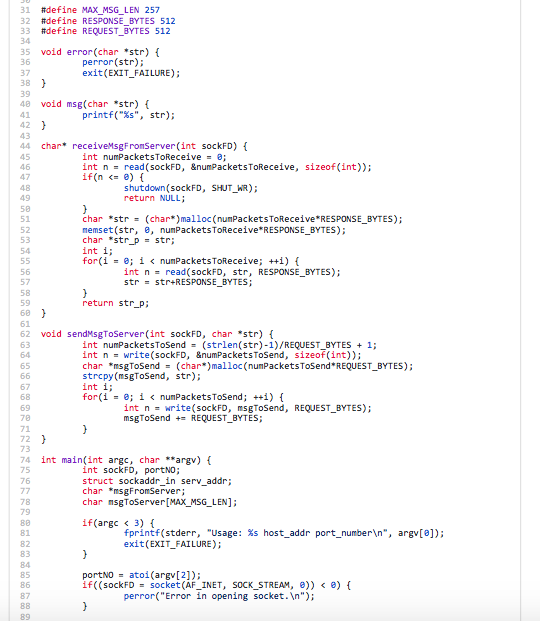 31 #define MAX_MSG_LEN 257
32 #define RESPONSE_BYTES 512
33 #define REQUEST_BYTES 512
34
35 void error(char *str) {
36 perror(str);
37 exit(EXIT_FAILURE);
38 }
39
40 void msg(char *str) {
41 printf("%s", str);
42 }
43
44 char* receiveMsgFromServer(int sockFD) {
45 int numPacketsToReceive = 0;
46 int n = read(sockFD, &numPacketsToReceive, sizeof(int));
47 if(n <= 0) {
48 shutdown(sockFD, SHUT_WR);
49 return NULL;
50 }
51 char *str = (char*)malloc(numPacketsToReceive*RESPONSE_BYTES);
52 memset(str, 0, numPacketsToReceive*RESPONSE_BYTES);
53 char *str_p = str;
54 int i;
55 for(i = 0; i < numPacketsToReceive; ++i) {
56 int n = read(sockFD, str, RESPONSE_BYTES);
57 str = str+RESPONSE_BYTES;
58 }
59 return str_p;
60 }
61
62 void sendMsgToServer(int sockFD, char *str) {
63 int numPacketsToSend = (strlen(str)-1)/REQUEST_BYTES + 1;
64 int n = write(sockFD, &numPacketsToSend, sizeof(int));
65 char *msgToSend = (char*)malloc(numPacketsToSend*REQUEST_BYTES);
66 strcpy(msgToSend, str);
67 int i;
68 for(i = 0; i < numPacketsToSend; ++i) {
69 int n = write(sockFD, msgToSend, REQUEST_BYTES);
70 msgToSend += REQUEST_BYTES;
71 }
72 }
73
74 int main(int argc, char **argv) {
75 int sockFD, portNO;
76 struct sockaddr_in serv_addr;
77 char *msgFromServer;
78 char msgToServer[MAX_MSG_LEN];
79
80 if(argc < 3) {
81 fprintf(stderr, "Usage: %s host_addr port_number\n", argv[0]);
82 exit(EXIT_FAILURE);
83 }
84
85 portNO = atoi(argv[2]);
86 if((sockFD = socket(AF_INET, SOCK_STREAM, 0)) < 0) {
87 perror("Error in opening socket.\n");
88 }
89